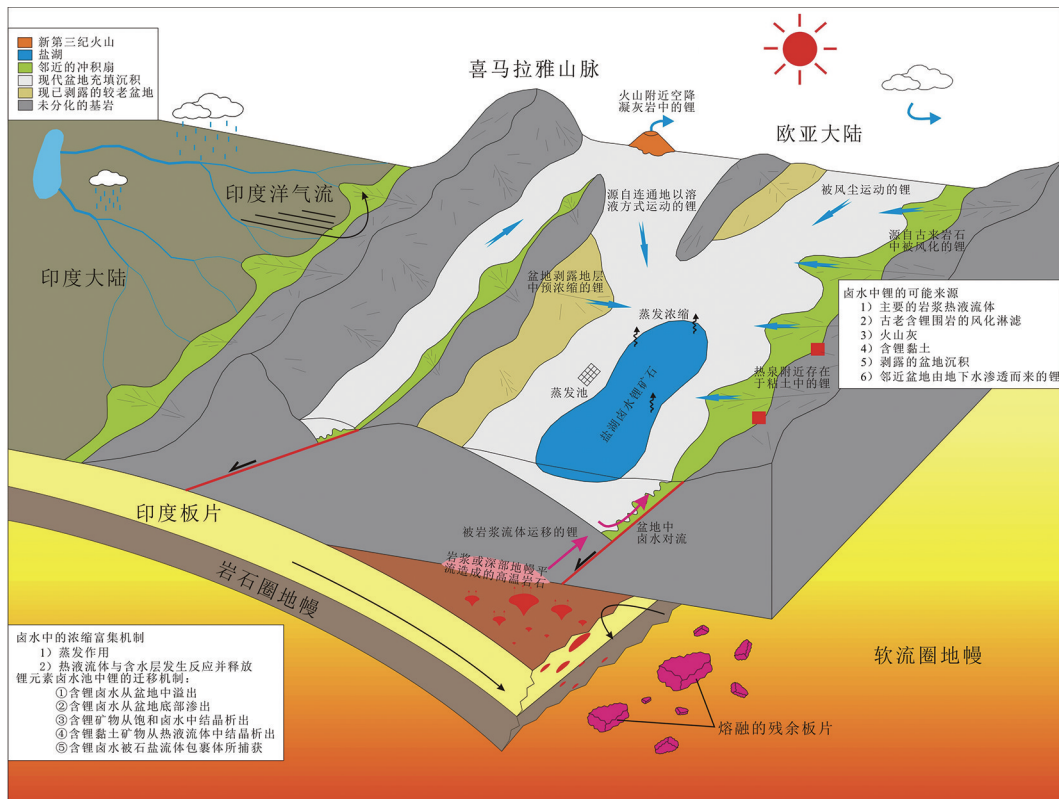 新第三纪火山
盐湖
邻近的冲积扇
现代盆地充填沉积
现已剥露的较老盆地
未分化的基岩
喜马拉雅山脉
火山附近空降
凝灰岩中的锂
欧亚大陆
印度洋气流
印度大陆
源自连通地以溶
液方式运动的锂
被风尘运动的锂
源自古来岩石
中被风化的锂
盆地剥露地层
中预浓缩的锂
蒸发浓缩
蒸发池
盐湖卤水锂矿石
热泉附近存在
于粘土中的锂
卤水中锂的可能来源
1）主要的岩浆热液流体
2）古老含锂围岩的风化淋滤
3）火山灰
4）含锂黏土
5）剥露的盆地沉积
6）邻近盆地由地下水渗透而来的锂
印度板片
岩石圈地幔
被岩浆流体运移的锂
盆地中
卤水对流
岩浆或深部地幔平
流造成的高温岩石
卤水中的浓缩富集机制
1）蒸发作用
2）热液流体与含水层发生反应并释放
锂元素卤水池中锂的迁移机制：
①含锂卤水从盆地中溢出
②含锂卤水从盆地底部渗出
③含锂矿物从饱和卤水中结晶析出
④含锂黏土矿物从热液流体中结晶析出
⑤含锂卤水被石盐流体包裹体所捕获
软流圈地幔
熔融的残余板片